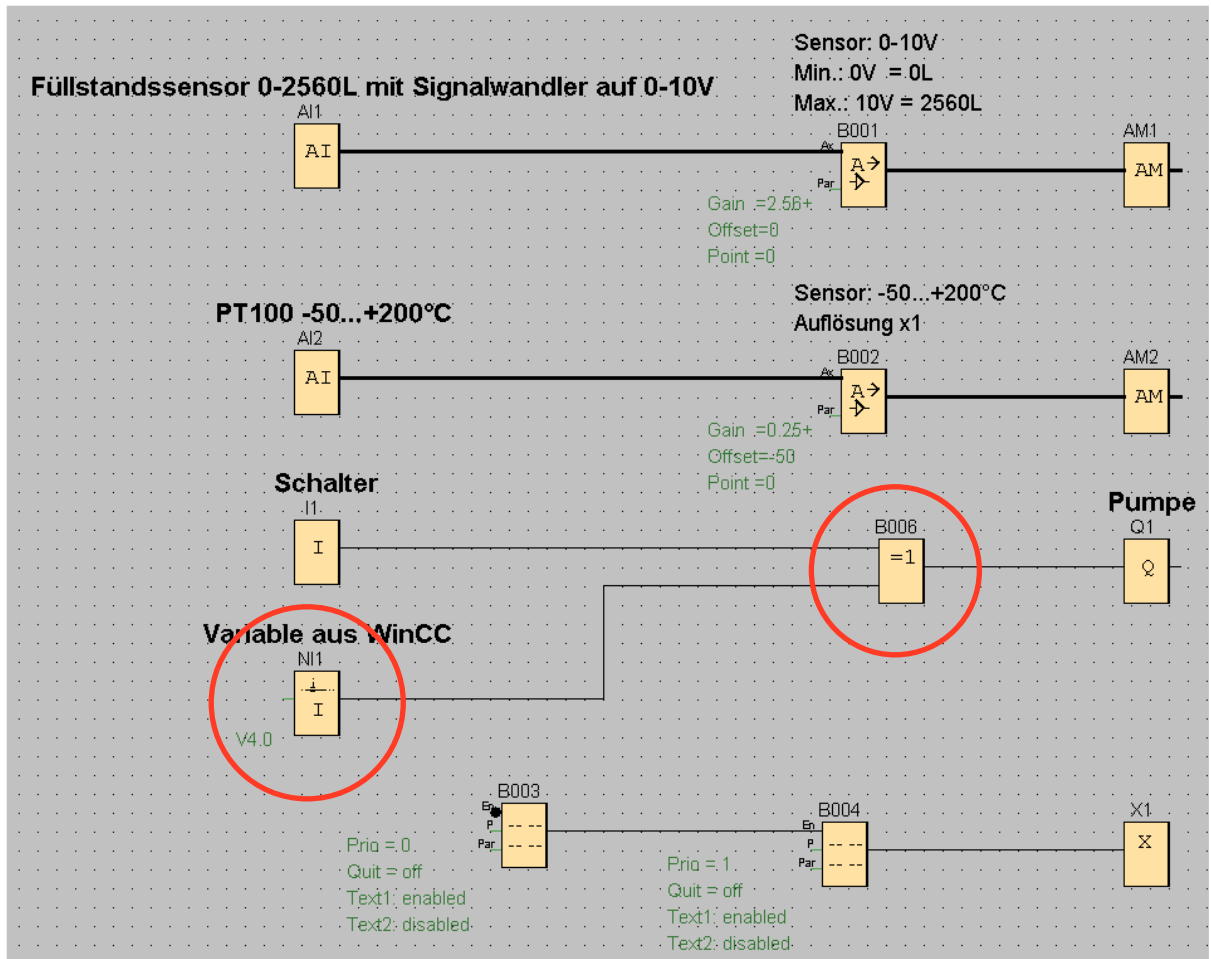 Sensor: 0-10V
Min.: 0V = 0L
Max.: 10V = 2560L
Füllstandssensor 0-2560L mit Signalwandler auf 0-10V
AI1
AI
B001
Ax
A→
Par
AM1
AM
Gain =2.56+
Offset=0
Point =0
Sensor: -50...+200°C
Auflösung x1
PT100 -50...+200°C
AI2
AI
B002
Ax
A→
Par
AM2
AM
Gain =0.25+
Offset=-50
Point =0
Schalter
I1
I
B006
=1
Pumpe
Q1
Q
Variable aus WinCC
NI1
I
V4.0
B003
En
P
Par
Prio = 0
Quit = off
Text1: enabled
Text2: disabled
B004
En
P
Par
Prio = 1
Quit = off
Text1: enabled
Text2: disabled
X1
X